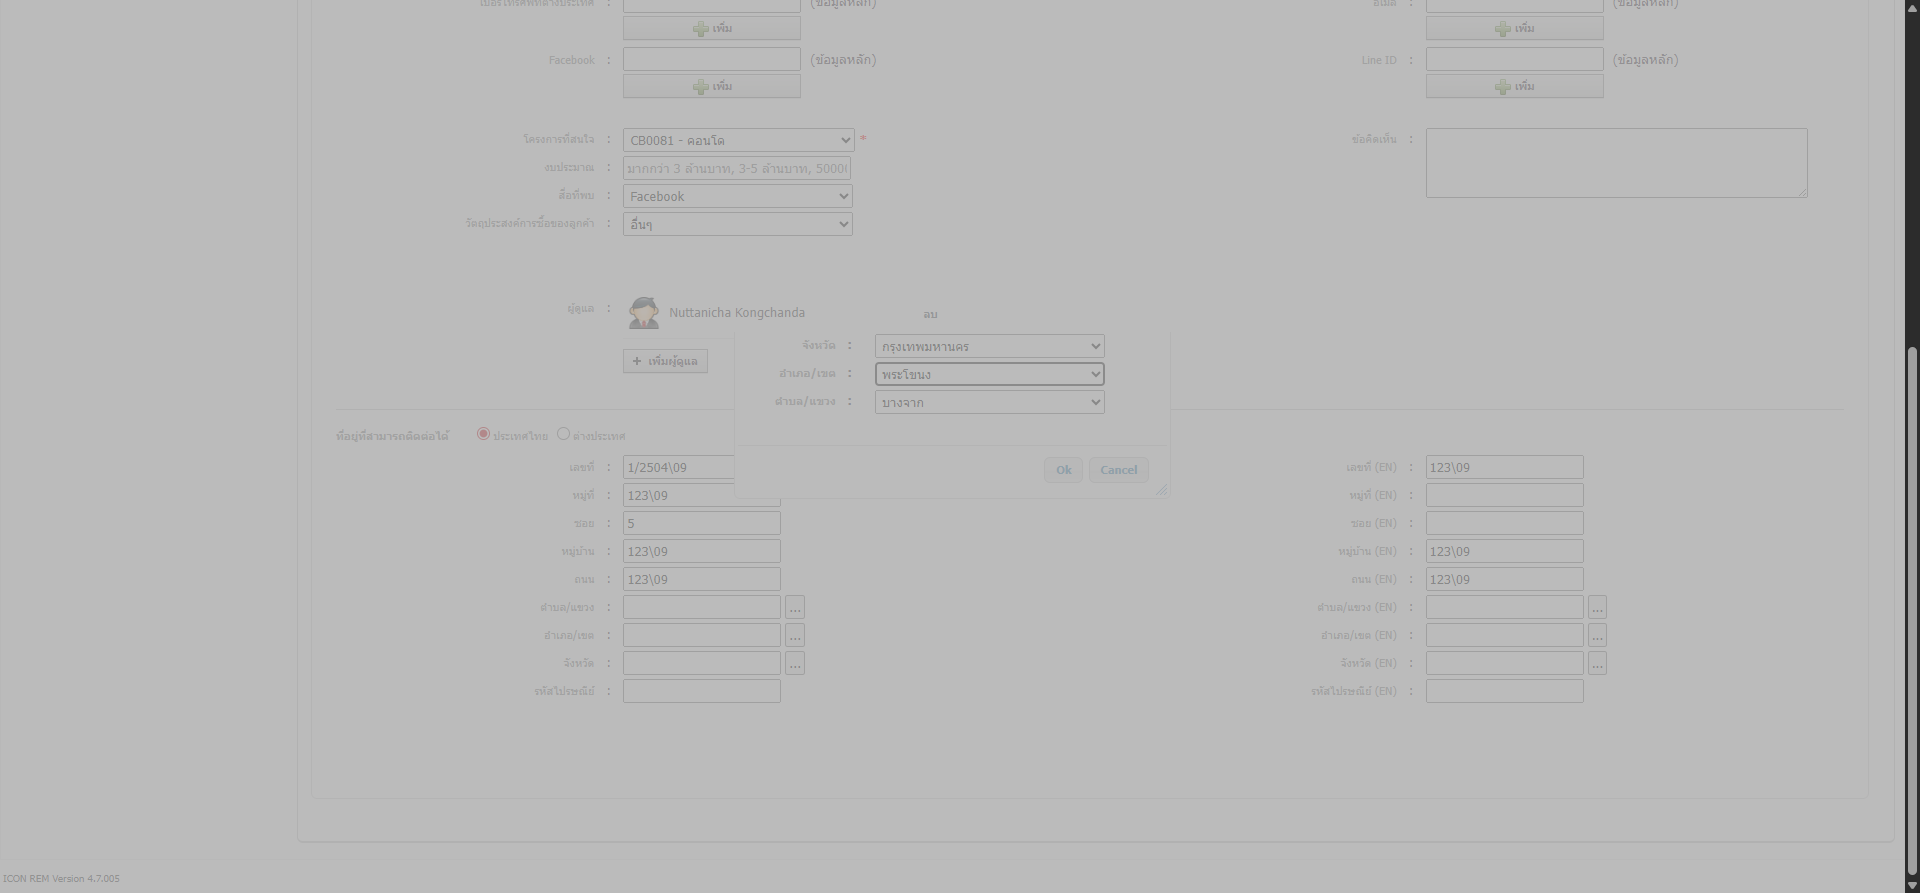 เบอร์โทรศัพท์ต่างประเทศ : (ข้อมูลหลัก) อีเมล : (ข้อมูลหลัก)
เพิ่ม เพิ่ม
Facebook : (ข้อมูลหลัก) Line ID : (ข้อมูลหลัก)
เพิ่ม เพิ่ม
โครงการที่สนใจ : CB0081 - คอนโด * ข้อคิดเห็น :
งบประมาณ : มากกว่า 3 ล้านบาท, 3-5 ล้านบาท, 5000
สื่อที่พบ : Facebook
วัตถุประสงค์การซื้อของลูกค้า : อื่นๆ
ผู้ดูแล : Nuttanicha Kongchanda ลบ
จังหวัด : กรุงเทพมหานคร
+ เพิ่มผู้ดูแล
อำเภอ/เขต : พระโขนง
ตำบล/แขวง : บางจาก
ที่อยู่ที่สามารถติดต่อได้ ประเทศไทย ต่างประเทศ
Ok Cancel
เลขที่ : 1/2504\09 เลขที่ (EN) : 123\09
หมู่ที่ : 123\09 หมู่ที่ (EN) :
ซอย : 5 ซอย (EN) :
หมู่บ้าน : 123\09 หมู่บ้าน (EN) : 123\09
ถนน : 123\09 ถนน (EN) : 123\09
ตำบล/แขวง : ... ตำบล/แขวง (EN) : ...
อำเภอ/เขต : ... อำเภอ/เขต (EN) : ...
จังหวัด : ... จังหวัด (EN) : ...
รหัสไปรษณีย์ : รหัสไปรษณีย์ (EN) :
ICON REM Version 4.7.005